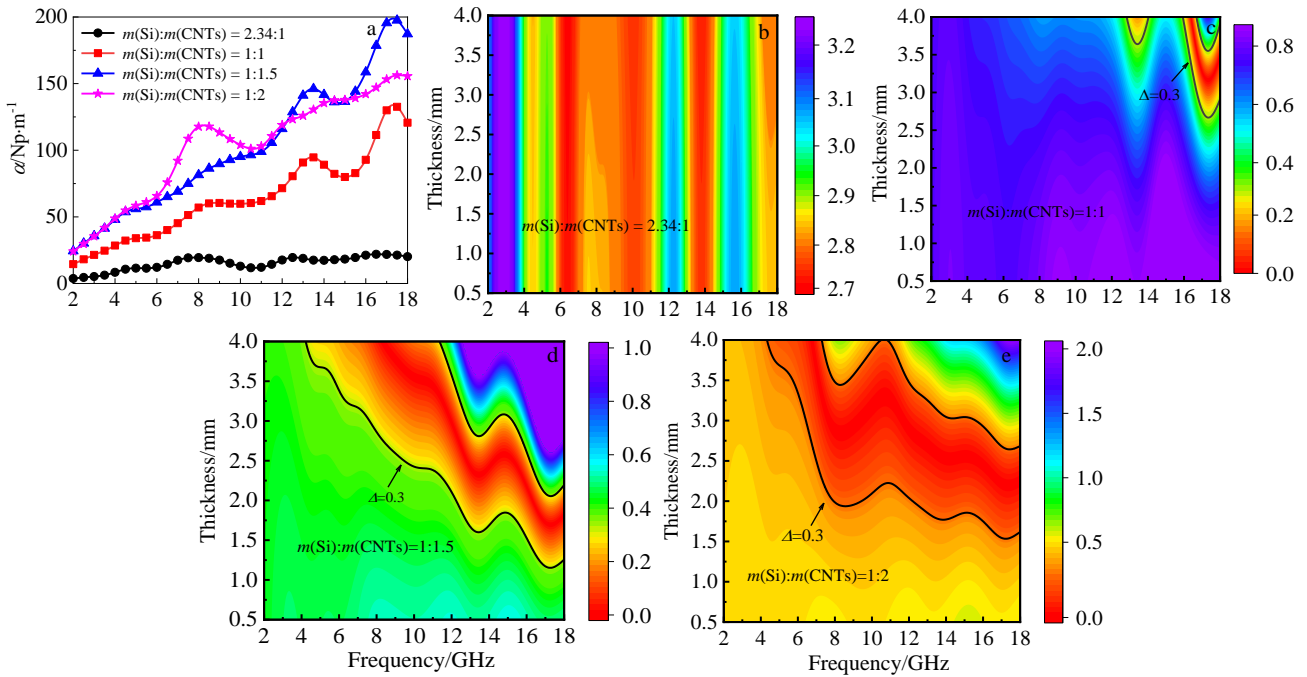 a
m(Si):m(CNTs) = 2.34:1
m(Si):m(CNTs) = 1:1
m(Si):m(CNTs) = 1:1.5
m(Si):m(CNTs) = 1:2
α/Np·m⁻¹
200
150
100
50
0
2 4 6 8 10 12 14 16 18
b
Thickness/mm
4.0
3.5
3.0
2.5
2.0
1.5
1.0
0.5
m(Si):m(CNTs) = 2.34:1
2 4 6 8 10 12 14 16 18
3.2
3.1
3.0
2.9
2.8
2.7
c
Thickness/mm
4.0
3.5
3.0
2.5
2.0
1.5
1.0
0.5
Δ=0.3
m(Si):m(CNTs)=1:1
2 4 6 8 10 12 14 16 18
0.8
0.6
0.4
0.2
0.0
d
Thickness/mm
4.0
3.5
3.0
2.5
2.0
1.5
1.0
0.5
Δ=0.3
m(Si):m(CNTs)=1:1.5
2 4 6 8 10 12 14 16 18
Frequency/GHz
1.0
0.8
0.6
0.4
0.2
0.0
e
Thickness/mm
4.0
3.5
3.0
2.5
2.0
1.5
1.0
0.5
Δ=0.3
m(Si):m(CNTs)=1:2
2 4 6 8 10 12 14 16 18
Frequency/GHz
2.0
1.5
1.0
0.5
0.0